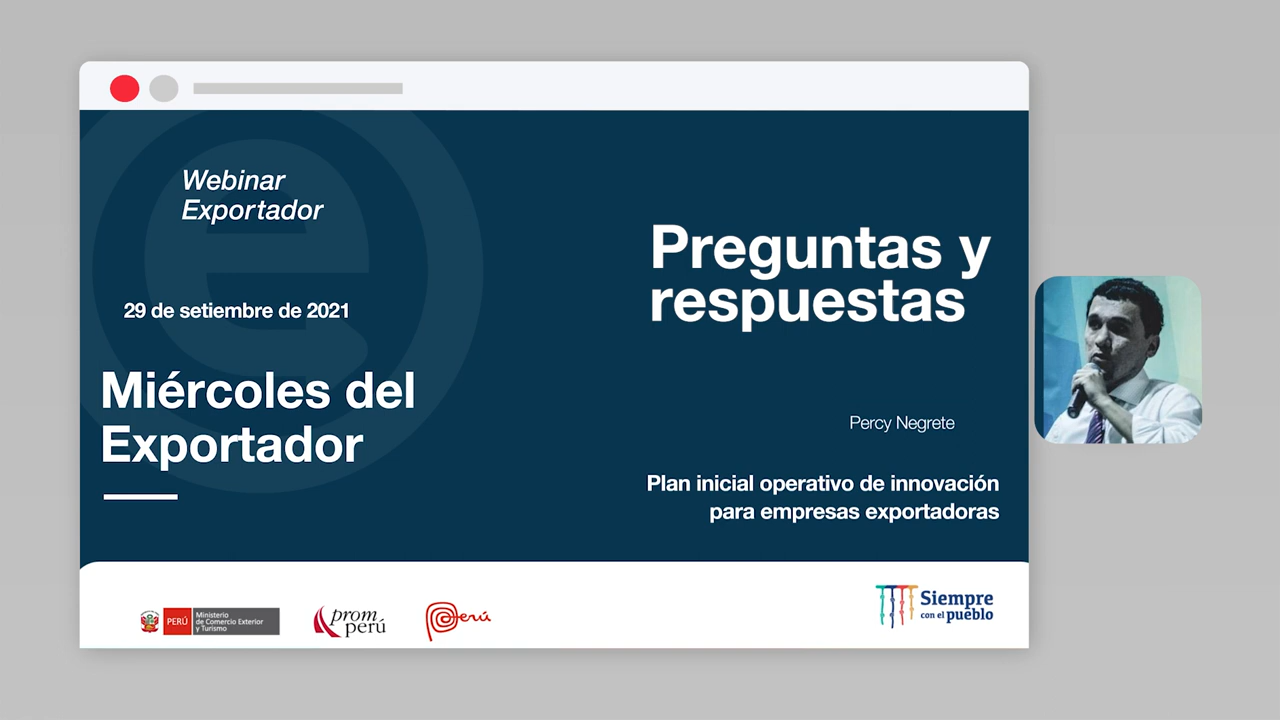 Webinar
Exportador
29 de setiembre de 2021
Miércoles del
Exportador
Preguntas y
respuestas
Percy Negrete
Plan inicial operativo de innovación
para empresas exportadoras
PERÚ
Ministerio
de Comercio Exterior
y Turismo
prom
perú
Perú
Siempre
con el pueblo